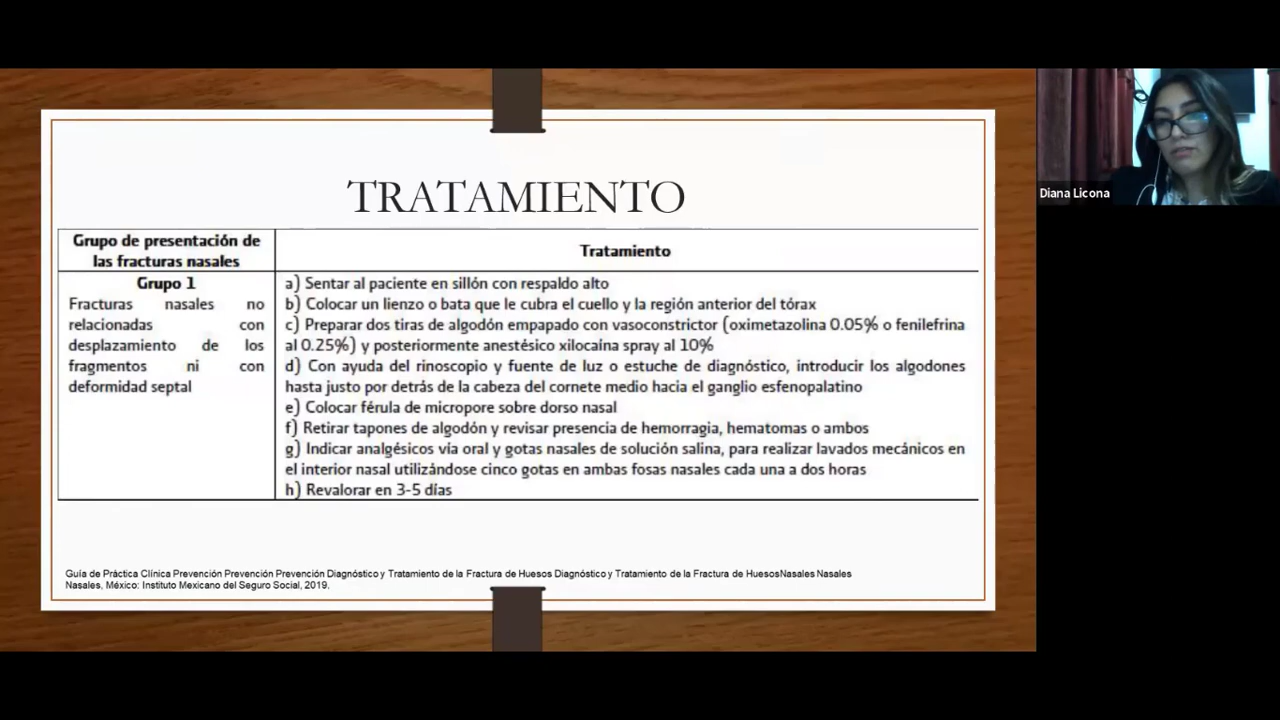 TRATAMIENTO
Grupo de presentación de
las fracturas nasales
Tratamiento
Grupo 1
Fracturas nasales no
relacionadas con
desplazamiento de los
fragmentos ni con
deformidad septal
a) Sentar al paciente en sillón con respaldo alto
b) Colocar un lienzo o bata que le cubra el cuello y la región anterior del tórax
c) Preparar dos tiras de algodón empapado con vasoconstrictor (oximetazolina 0.05% o fenilefrina
al 0.25%) y posteriormente anestésico xilocaína spray al 10%
d) Con ayuda del rinoscopio y fuente de luz o estuche de diagnóstico, introducir los algodones
hasta justo por detrás de la cabeza del cornete medio hacia el ganglio esfenopalatino
e) Colocar férula de micropore sobre dorso nasal
f) Retirar tapones de algodón y revisar presencia de hemorragia, hematomas o ambos
g) Indicar analgésicos vía oral y gotas nasales de solución salina, para realizar lavados mecánicos en
el interior nasal utilizándose cinco gotas en ambas fosas nasales cada una a dos horas
h) Revalorar en 3-5 días
Guía de Práctica Clínica Prevención Prevención Prevención Diagnóstico y Tratamiento de la Fractura de Huesos Diagnóstico y Tratamiento de la Fractura de HuesosNasales Nasales
Nasales. México: Instituto Mexicano del Seguro Social, 2019.
Diana Licona